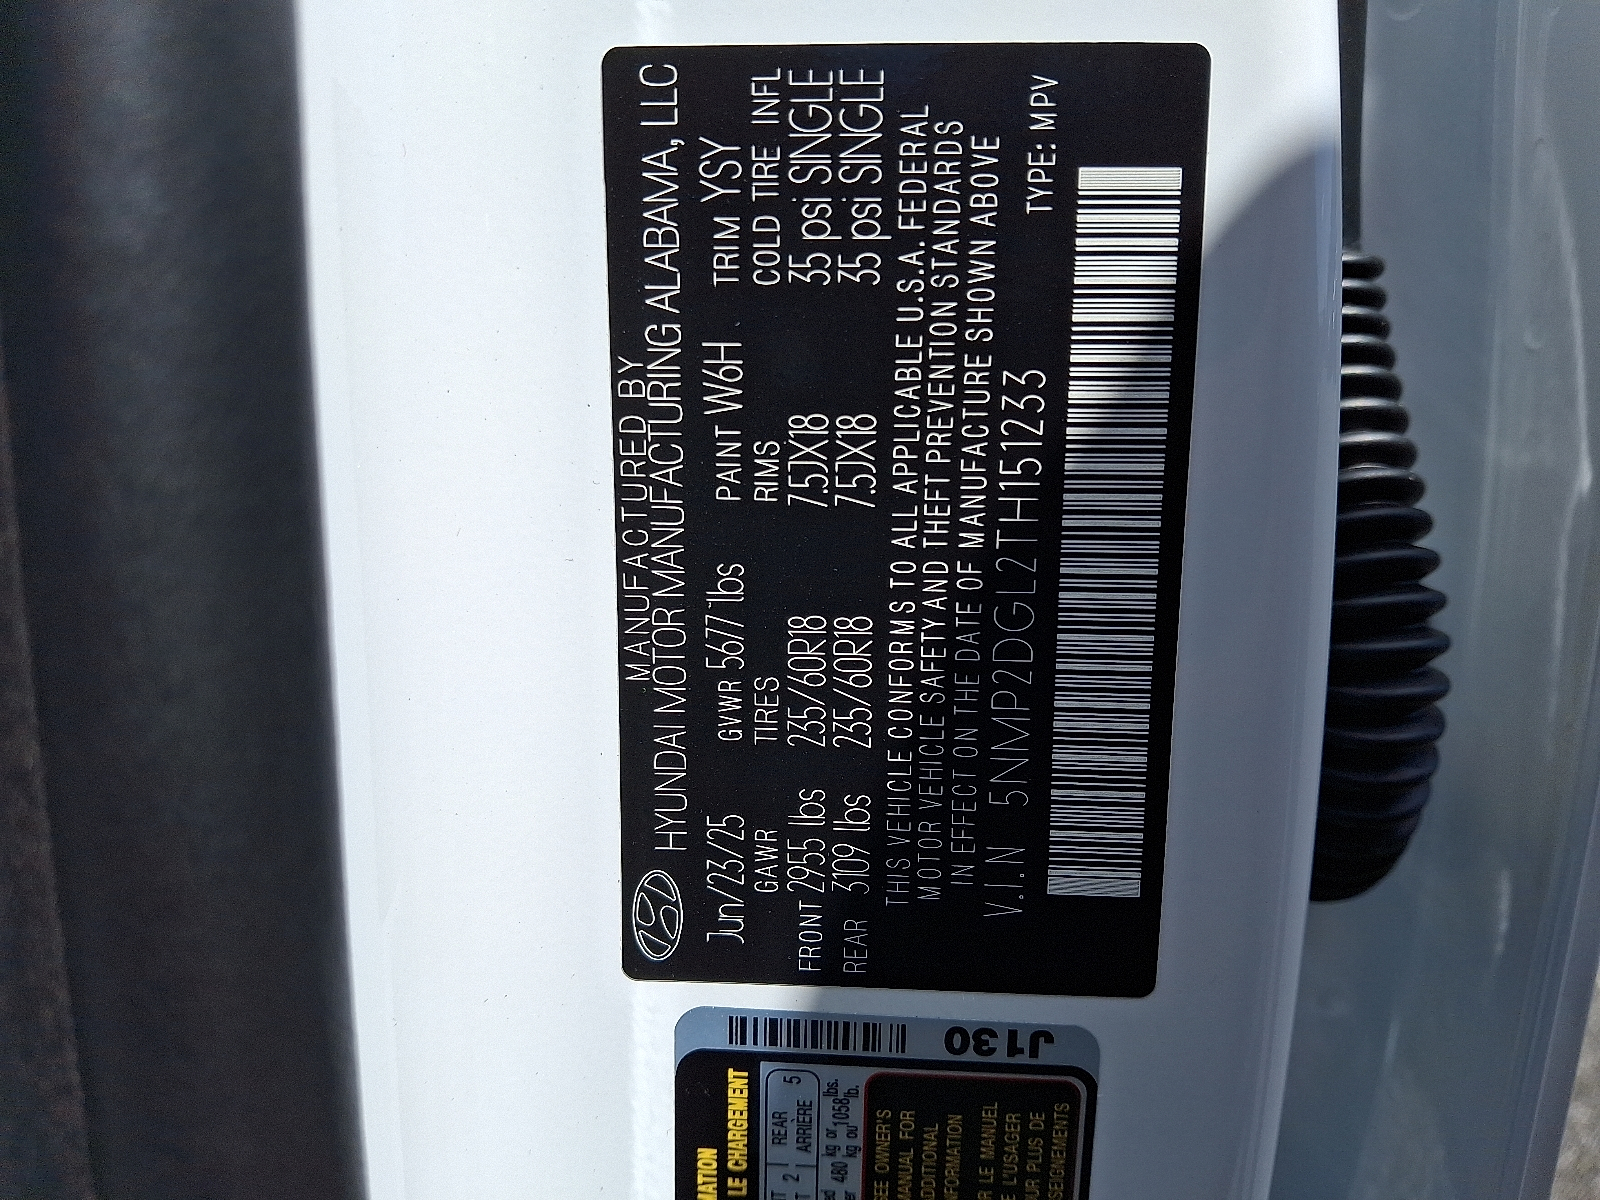 MANUFACTURED BY
HYUNDAI MOTOR MANUFACTURING ALABAMA, LLC
Jun/23/25 GVWR 5677 lbs PAINT W6H TRIM YSY
GAWR TIRES RIMS COLD TIRE INFL
FRONT 2955 lbs 235/60R18 7.5JX18 35 psi SINGLE
REAR 3109 lbs 235/60R18 7.5JX18 35 psi SINGLE
THIS VEHICLE CONFORMS TO ALL APPLICABLE U.S.A. FEDERAL
MOTOR VEHICLE SAFETY AND THEFT PREVENTION STANDARDS
IN EFFECT ON THE DATE OF MANUFACTURE SHOWN ABOVE
V.I.N 5NMP2DGL2TH151233 TYPE: MPV
J130
LE CHARGEMENT
2 REAR 5
ARRIÈRE
480 kg or 1058 lbs.
kg ou lb.
SEE OWNER'S
MANUAL FOR
ADDITIONAL
LE MANUEL
DE